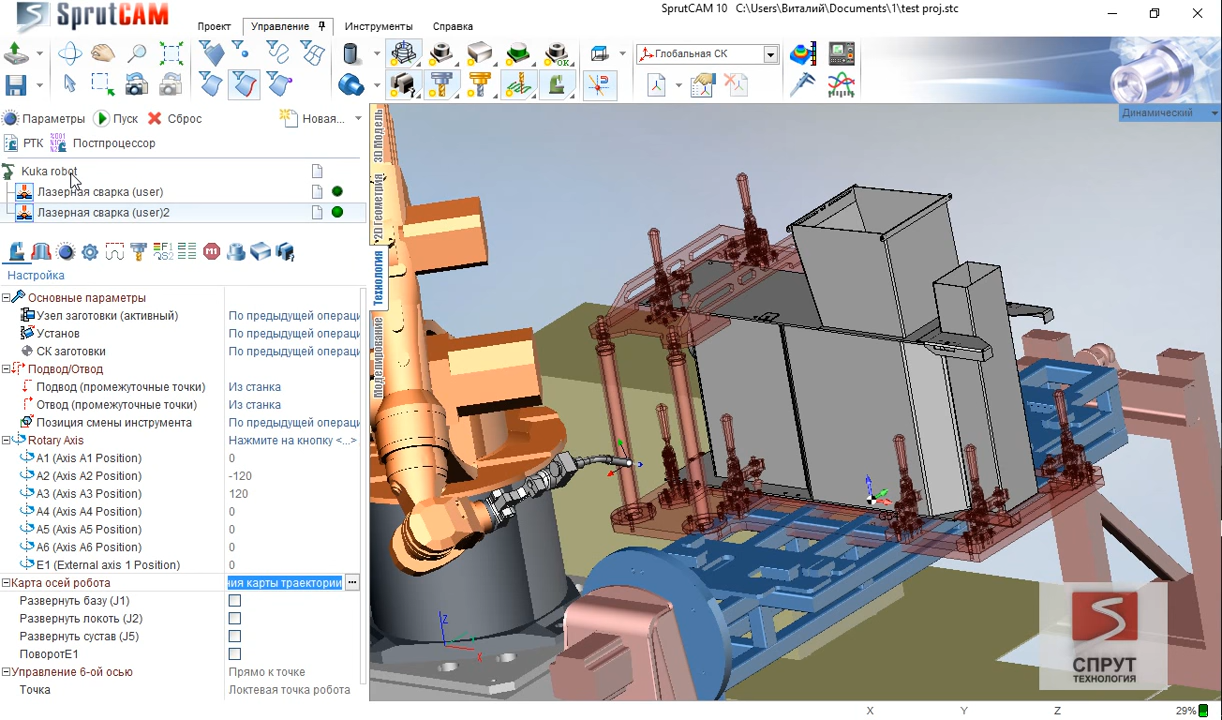 SprutCAM
SprutCAM 10 C:\Users\Виталий\Documents\1\test proj.stc
Проект Управление Инструменты Справка
Глобальная СК
OK
Параметры Пуск Сброс Новая...
РТК Постпроцессор
Динамический
Kuka robot
Лазерная сварка (user)
Лазерная сварка (user)2
3D Модель
2D Геометрия
Технология
Моделирование
Настройка
Основные параметры
Узел заготовки (активный) По предыдущей операци
Установ По предыдущей операци
СК заготовки По предыдущей операци
Подвод/Отвод
Подвод (промежуточные точки) Из станка
Отвод (промежуточные точки) Из станка
Позиция смены инструмента По предыдущей операци
Rotary Axis Нажмите на кнопку <...>
A1 (Axis A1 Position) 0
A2 (Axis A2 Position) -120
A3 (Axis A3 Position) 120
A4 (Axis A4 Position) 0
A5 (Axis A5 Position) 0
A6 (Axis A6 Position) 0
E1 (External axis 1 Position) 0
Карта осей робота ния карты траектории ...
Развернуть базу (J1)
Развернуть локоть (J2)
Развернуть сустав (J5)
ПоворотE1
Управление 6-ой осью Прямо к точке
Точка Локтевая точка робота
Z
X
СПРУТ
ТЕХНОЛОГИЯ
X Y Z 29%